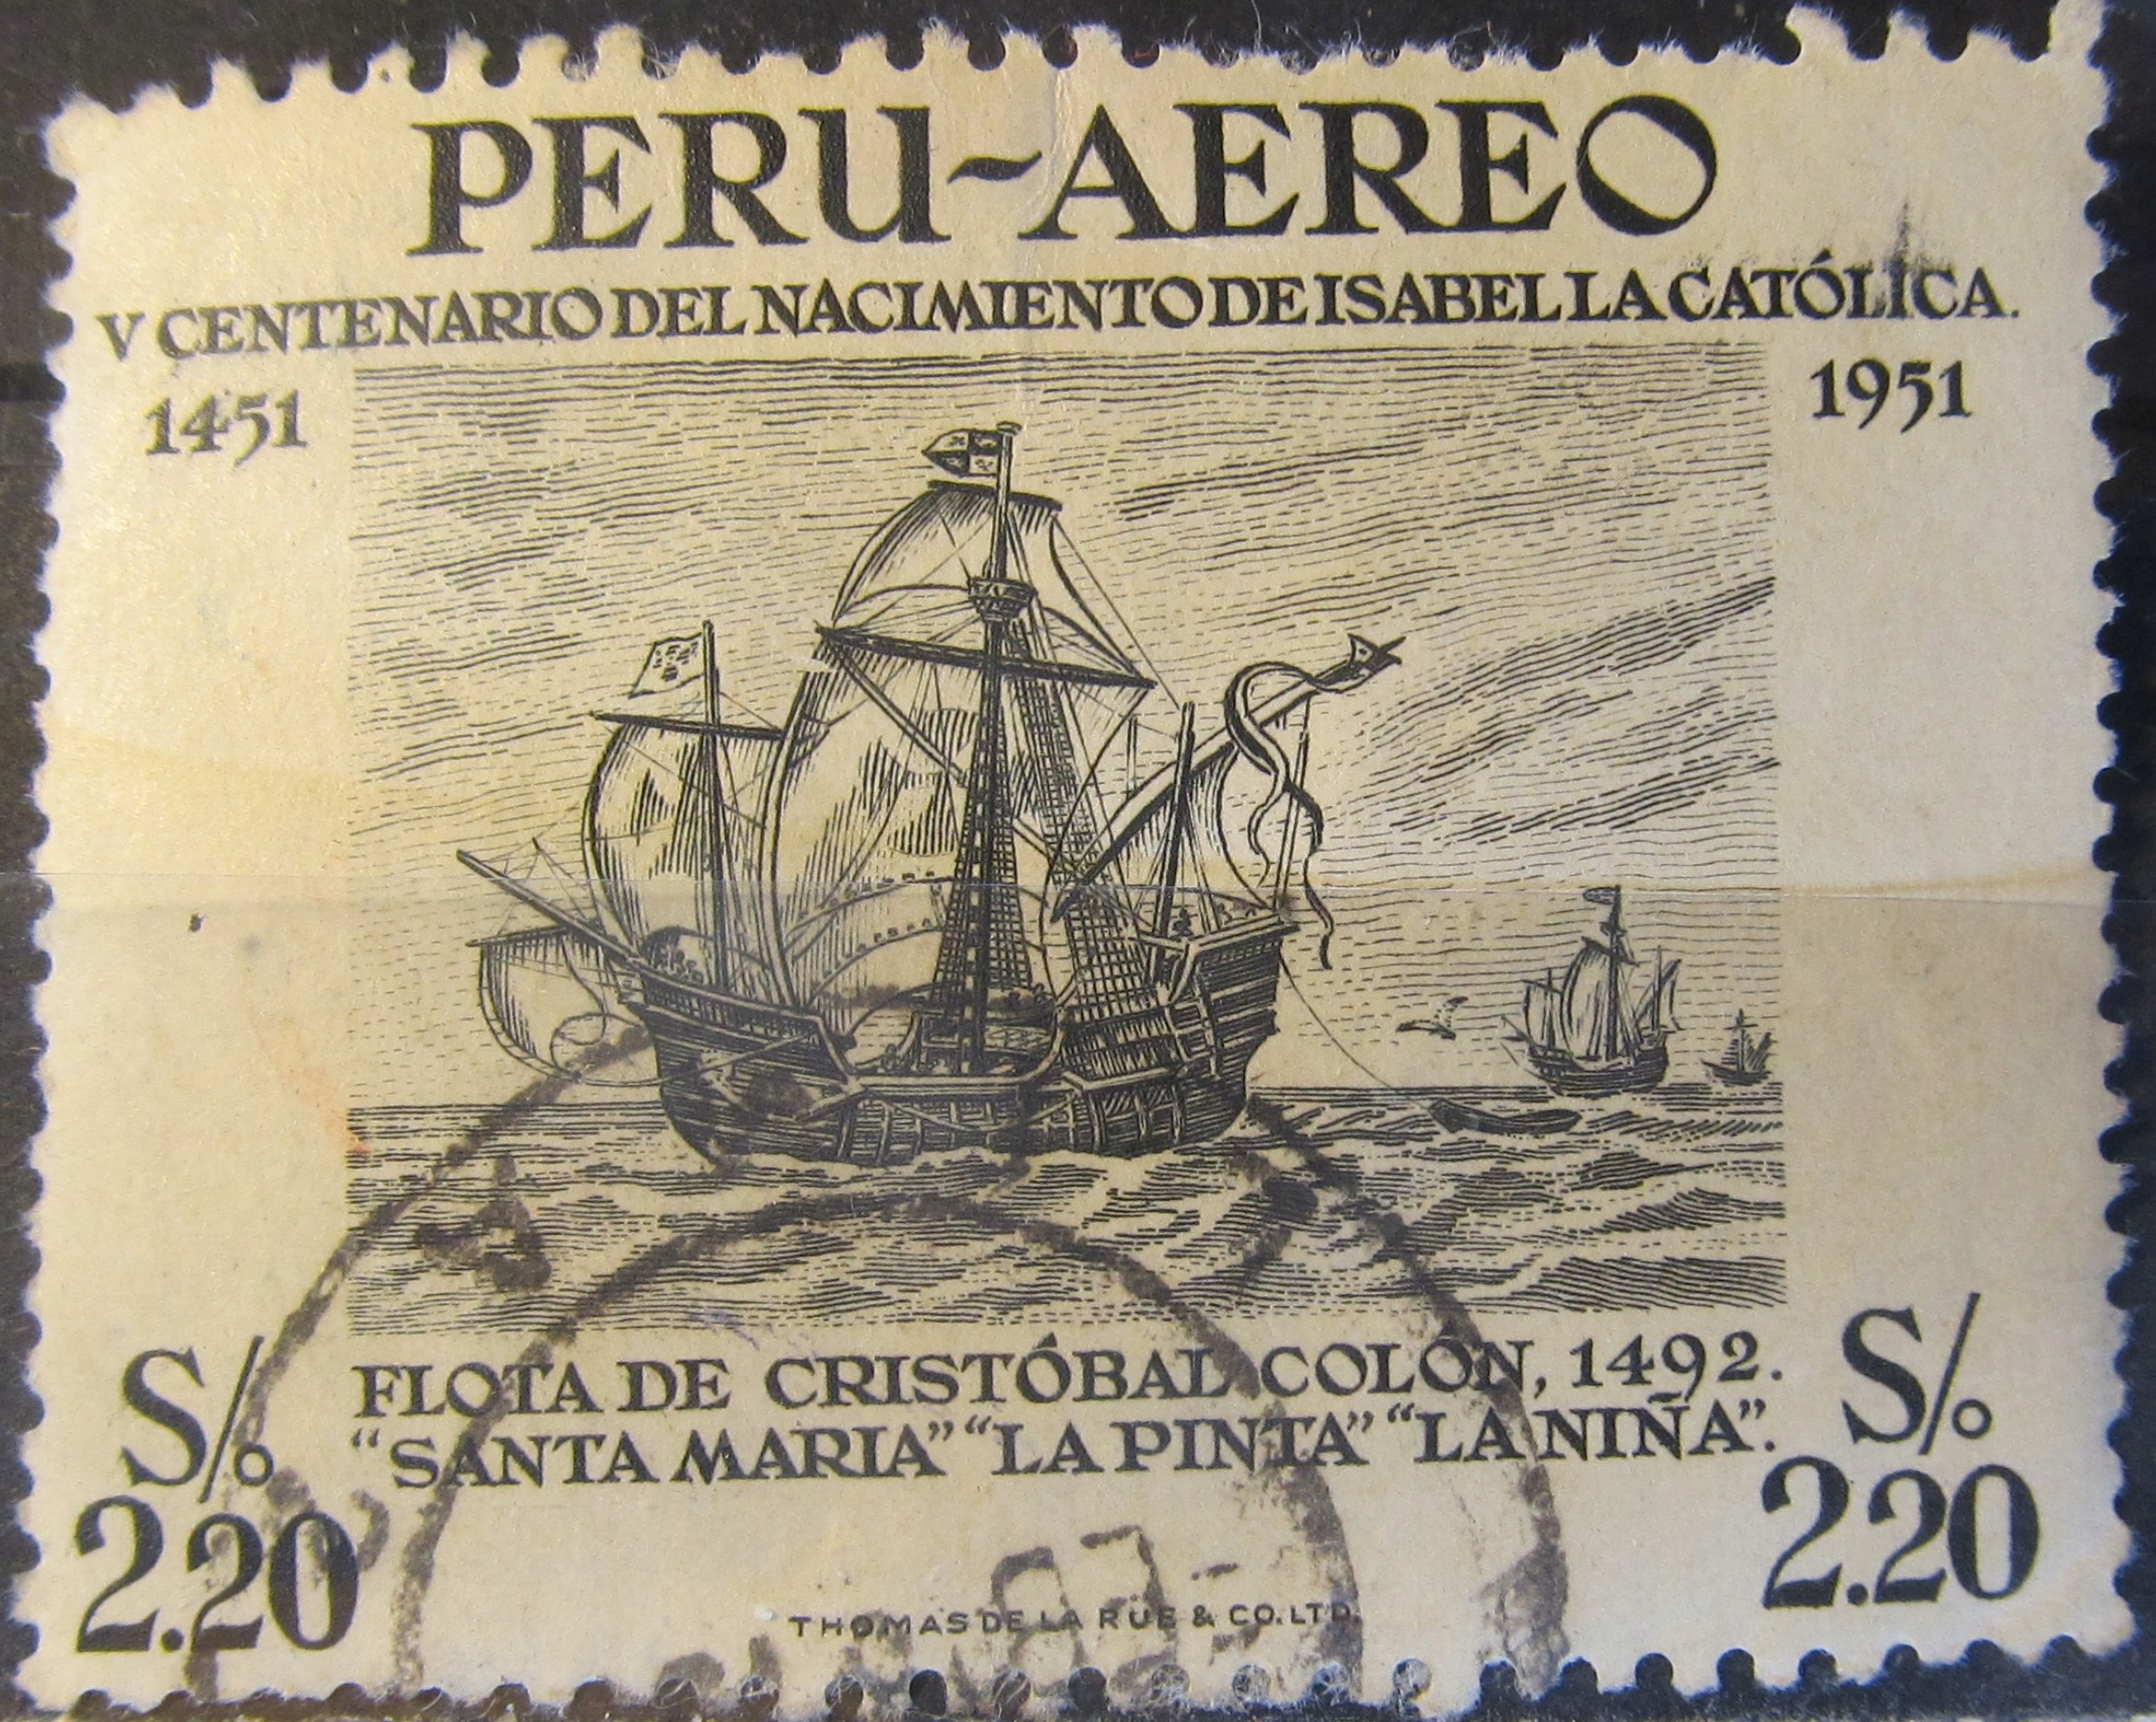 PERU-AEREO
V CENTENARIO DEL NACIMIENTO DE ISABEL LA CATÓLICA.
1451 1951
FLOTA DE CRISTÓBAL COLÓN, 1492.
"SANTA MARIA" "LA PINTA" "LA NIÑA".
S/o 2.20
S/o 2.20
THOMAS DE LA RUE & CO. LTD.